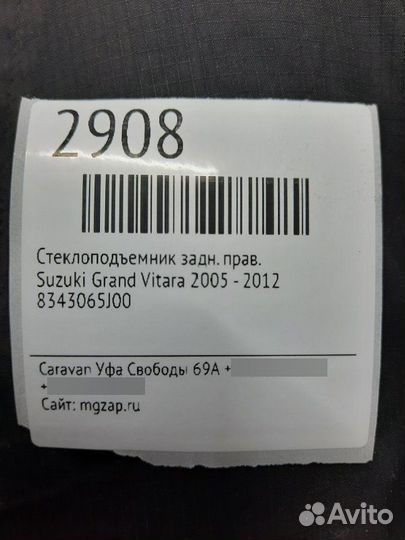 2908
Стеклоподъемник задн. прав.
Suzuki Grand Vitara 2005 - 2012
8343065J00
Caravan Уфа Свободы 69А +
+
Сайт: mgzap.ru
Avito